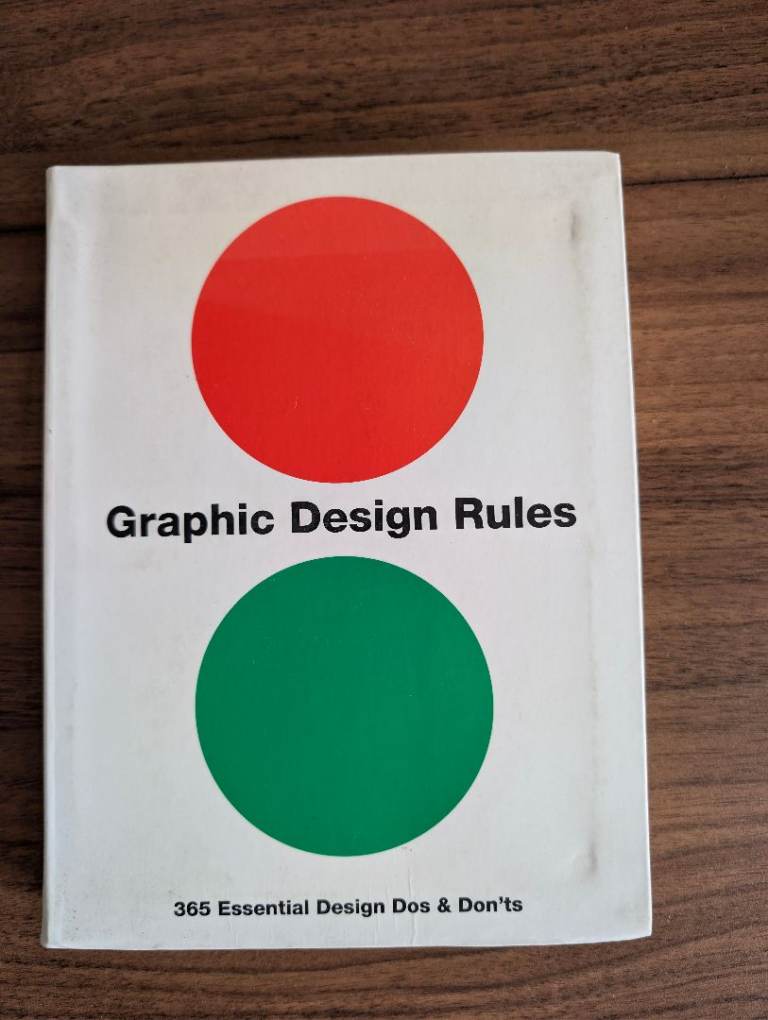 Graphic Design Rules
365 Essential Design Dos & Don'ts